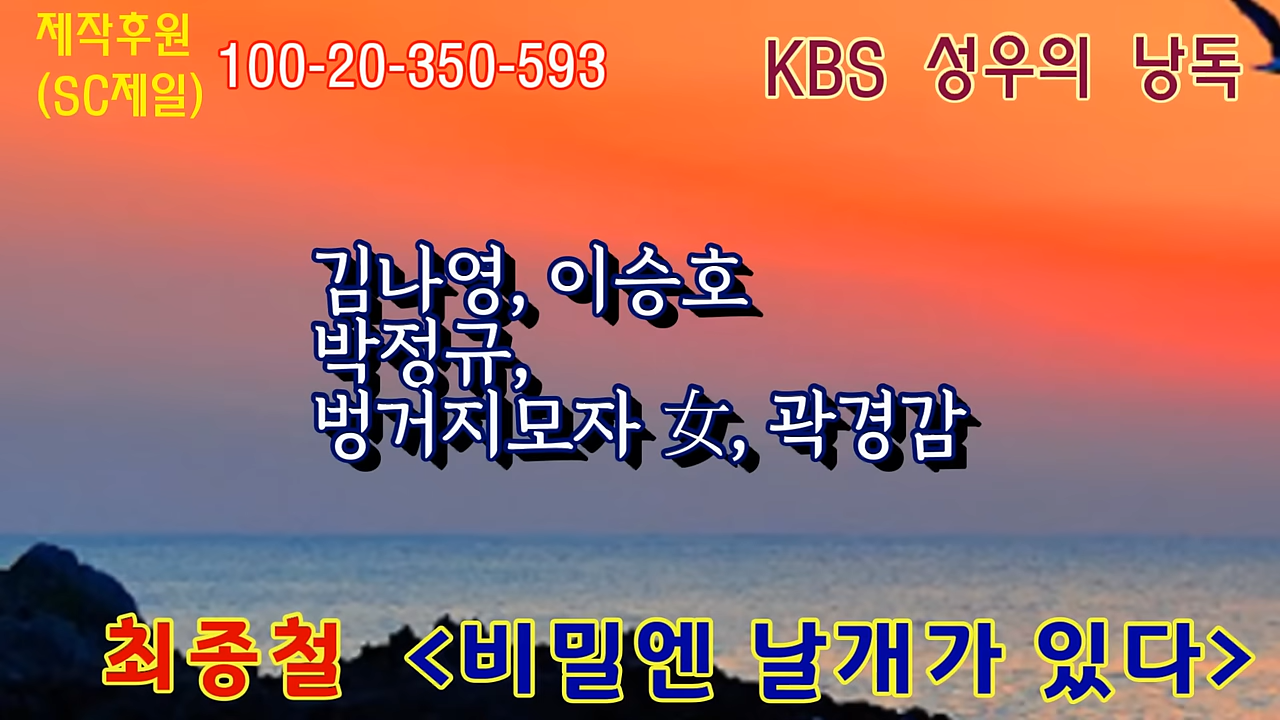 제작후원
(SC제일)
100-20-350-593
KBS 성우의 낭독
김나영, 이승호
박정규,
벙거지모자 女, 곽경감
최종철 <비밀엔 날개가 있다>